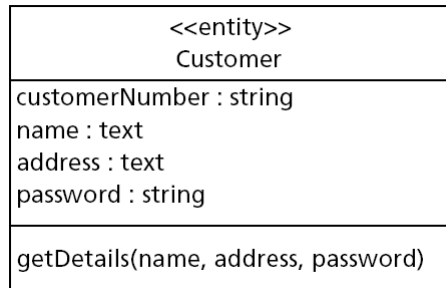 <<entity>>
Customer
customerNumber : string
name : text
address : text
password : string
getDetails(name, address, password)